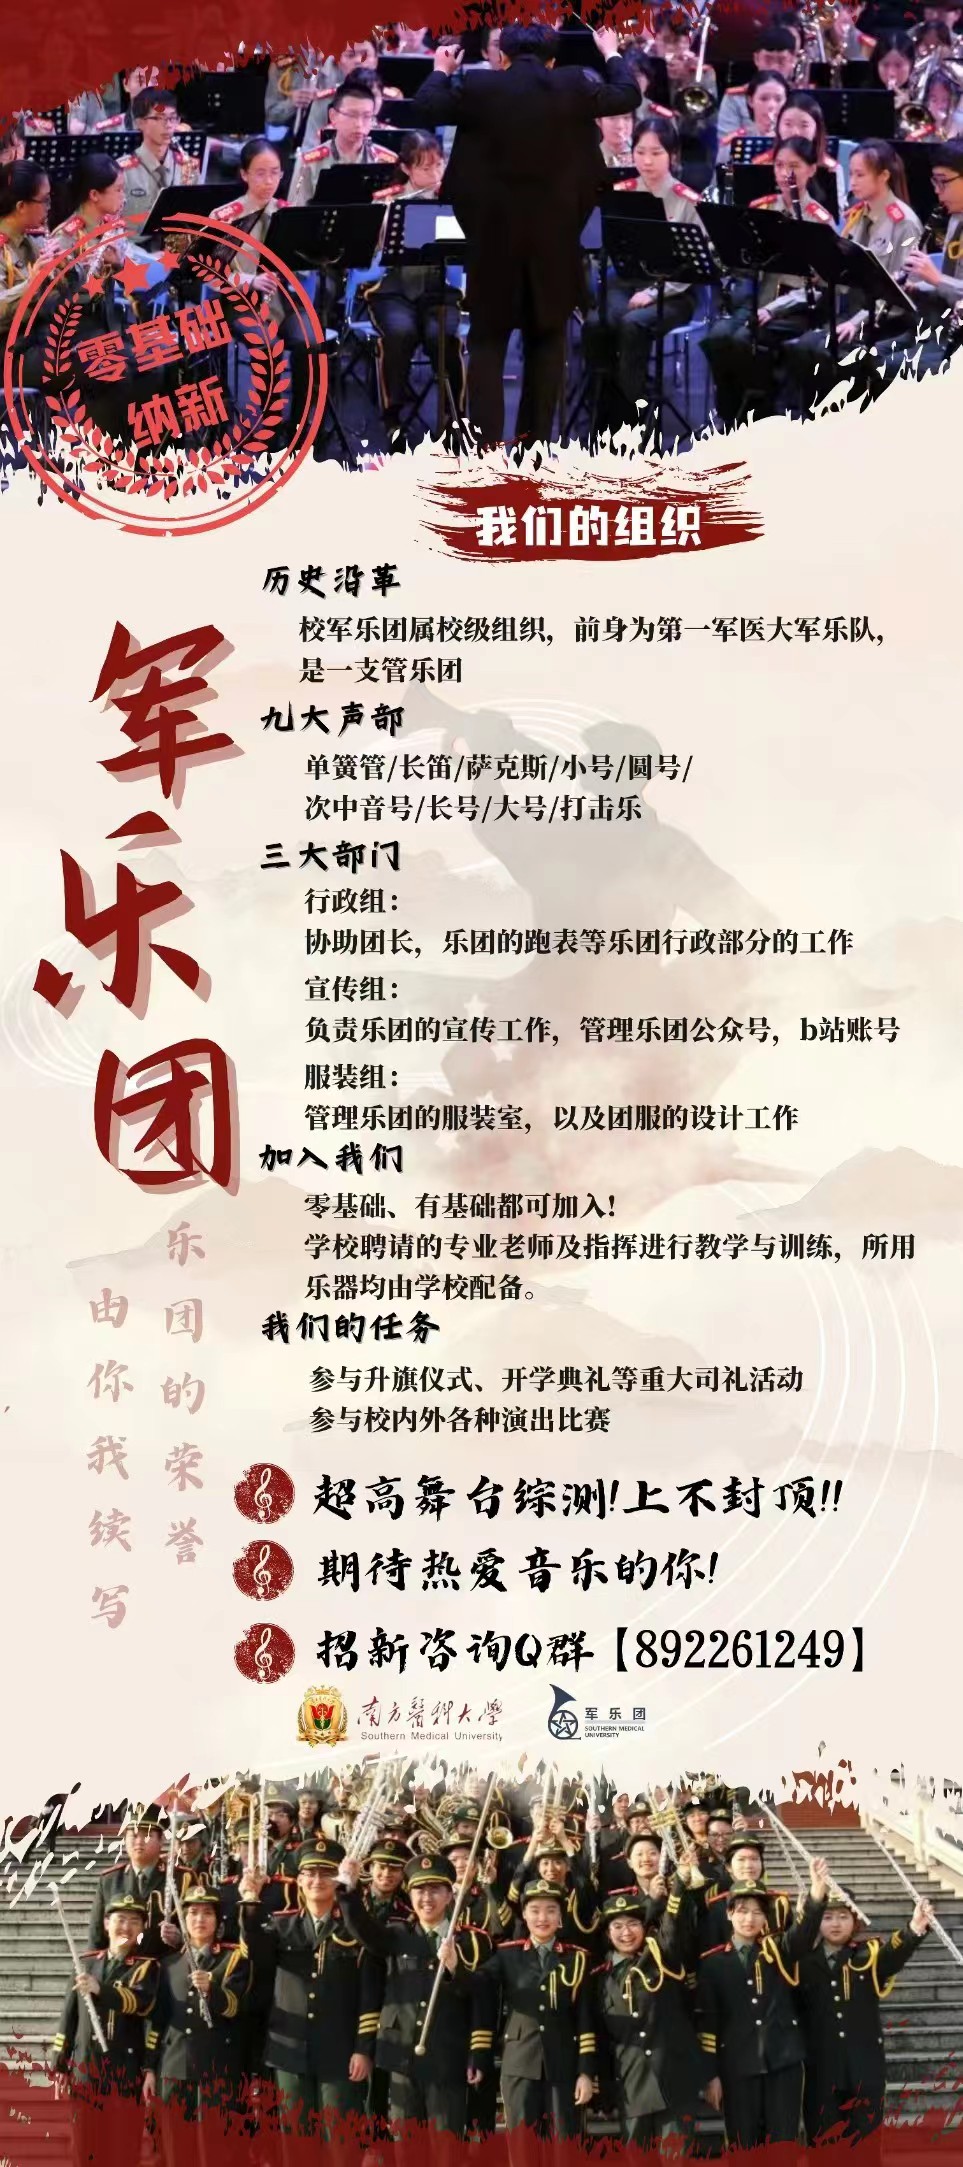 零基础
纳新
我们的组织
军乐团
乐团的荣誉
由你我续写
历史沿革
校军乐团属校级组织，前身为第一军医大军乐队，
是一支管乐团
九大声部
单簧管/长笛/萨克斯/小号/圆号/
次中音号/长号/大号/打击乐
三大部门
行政组：
协助团长，乐团的跑表等乐团行政部分的工作
宣传组：
负责乐团的宣传工作，管理乐团公众号，b站账号
服装组：
管理乐团的服装室，以及团服的设计工作
加入我们
零基础、有基础都可加入！
学校聘请的专业老师及指挥进行教学与训练，所用
乐器均由学校配备。
我们的任务
参与升旗仪式、开学典礼等重大司礼活动
参与校内外各种演出比赛
超高舞台综测！上不封顶！！
期待热爱音乐的你！
招新咨询Q群【892261249】
南方醫科大學
Southern Medical University
军乐团
SOUTHERN MEDICAL
UNIVERSITY